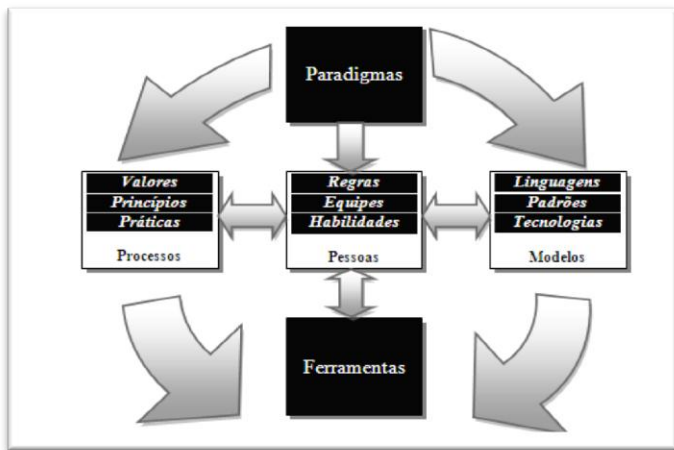 Paradigmas
Valores
Princípios
Práticas
Processos
Regras
Equipes
Habilidades
Pessoas
Linguagens
Padrões
Tecnologias
Modelos
Ferramentas